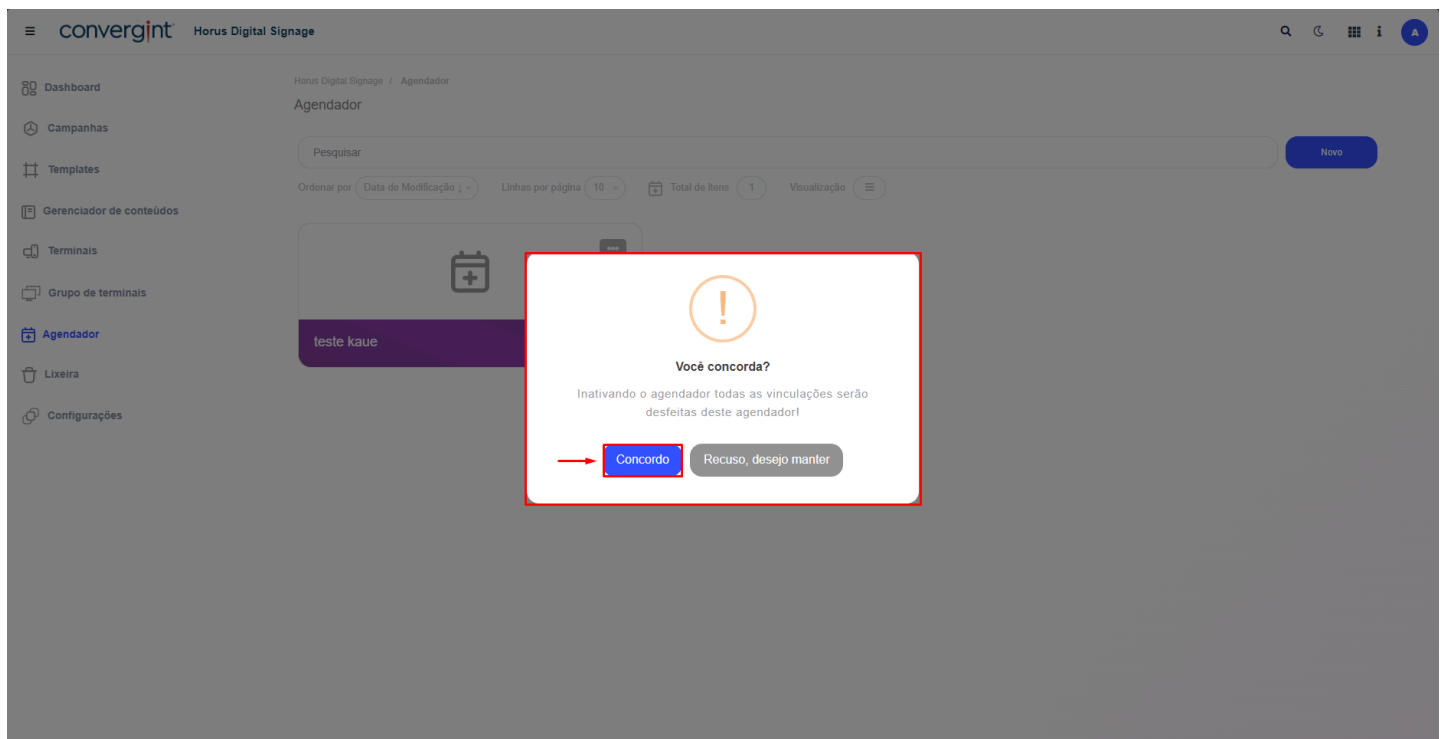 convergint Horus Digital Signage i A
Dashboard
Campanhas
Templates
Gerenciador de conteúdos
Terminais
Grupo de terminais
Agendador
Lixeira
Configurações
Horus Digital Signage / Agendador
Agendador
Pesquisar
Novo
Ordenar por Data de Modificação ↓ Linhas por página 10 Total de itens 1 Visualização
teste kaue
!
Você concorda?
Inativando o agendador todas as vinculações serão
desfeitas deste agendador!
Concordo Recuso, desejo manter